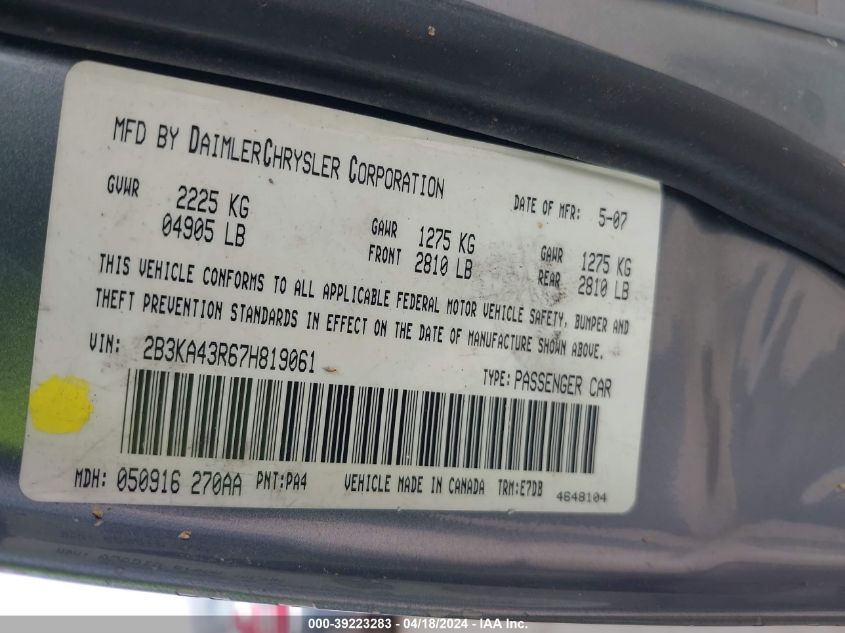 MFD BY DAIMLERCHRYSLER CORPORATION
DATE OF MFR: 5-07
GVWR 2225 KG
04905 LB
GAWR FRONT 1275 KG
2810 LB
GAWR REAR 1275 KG
2810 LB
THIS VEHICLE CONFORMS TO ALL APPLICABLE FEDERAL MOTOR VEHICLE SAFETY, BUMPER AND
THEFT PREVENTION STANDARDS IN EFFECT ON THE DATE OF MANUFACTURE SHOWN ABOVE.
VIN: 2B3KA43R67H819061
TYPE: PASSENGER CAR
MDH: 050916 270AA PNT:PA4 VEHICLE MADE IN CANADA TRM:E7DB 4648104
000-39223283 - 04/18/2024 - IAA Inc.